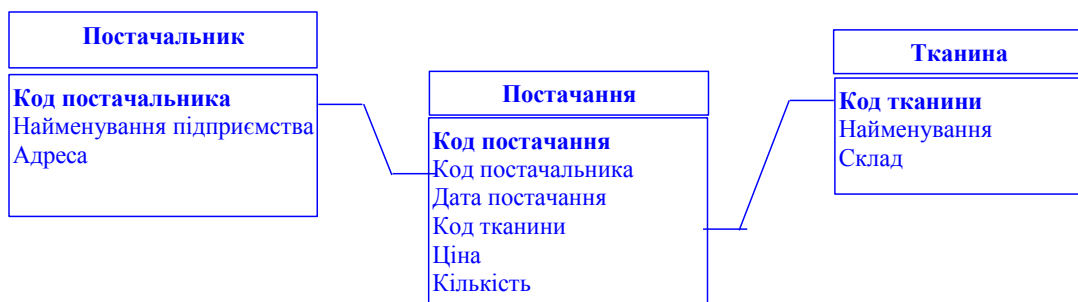 Постачальник
Код постачальника
Найменування підприємства
Адреса
Постачання
Код постачання
Код постачальника
Дата постачання
Код тканини
Ціна
Кількість
Тканина
Код тканини
Найменування
Склад